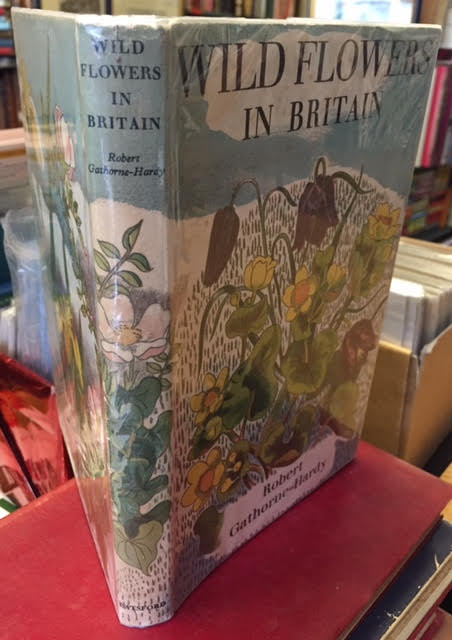 WILD
FLOWERS
IN
BRITAIN
Robert
Gathorne-Hardy
BATSFORD
WILD FLOWERS
IN BRITAIN
Robert
Gathorne-Hardy